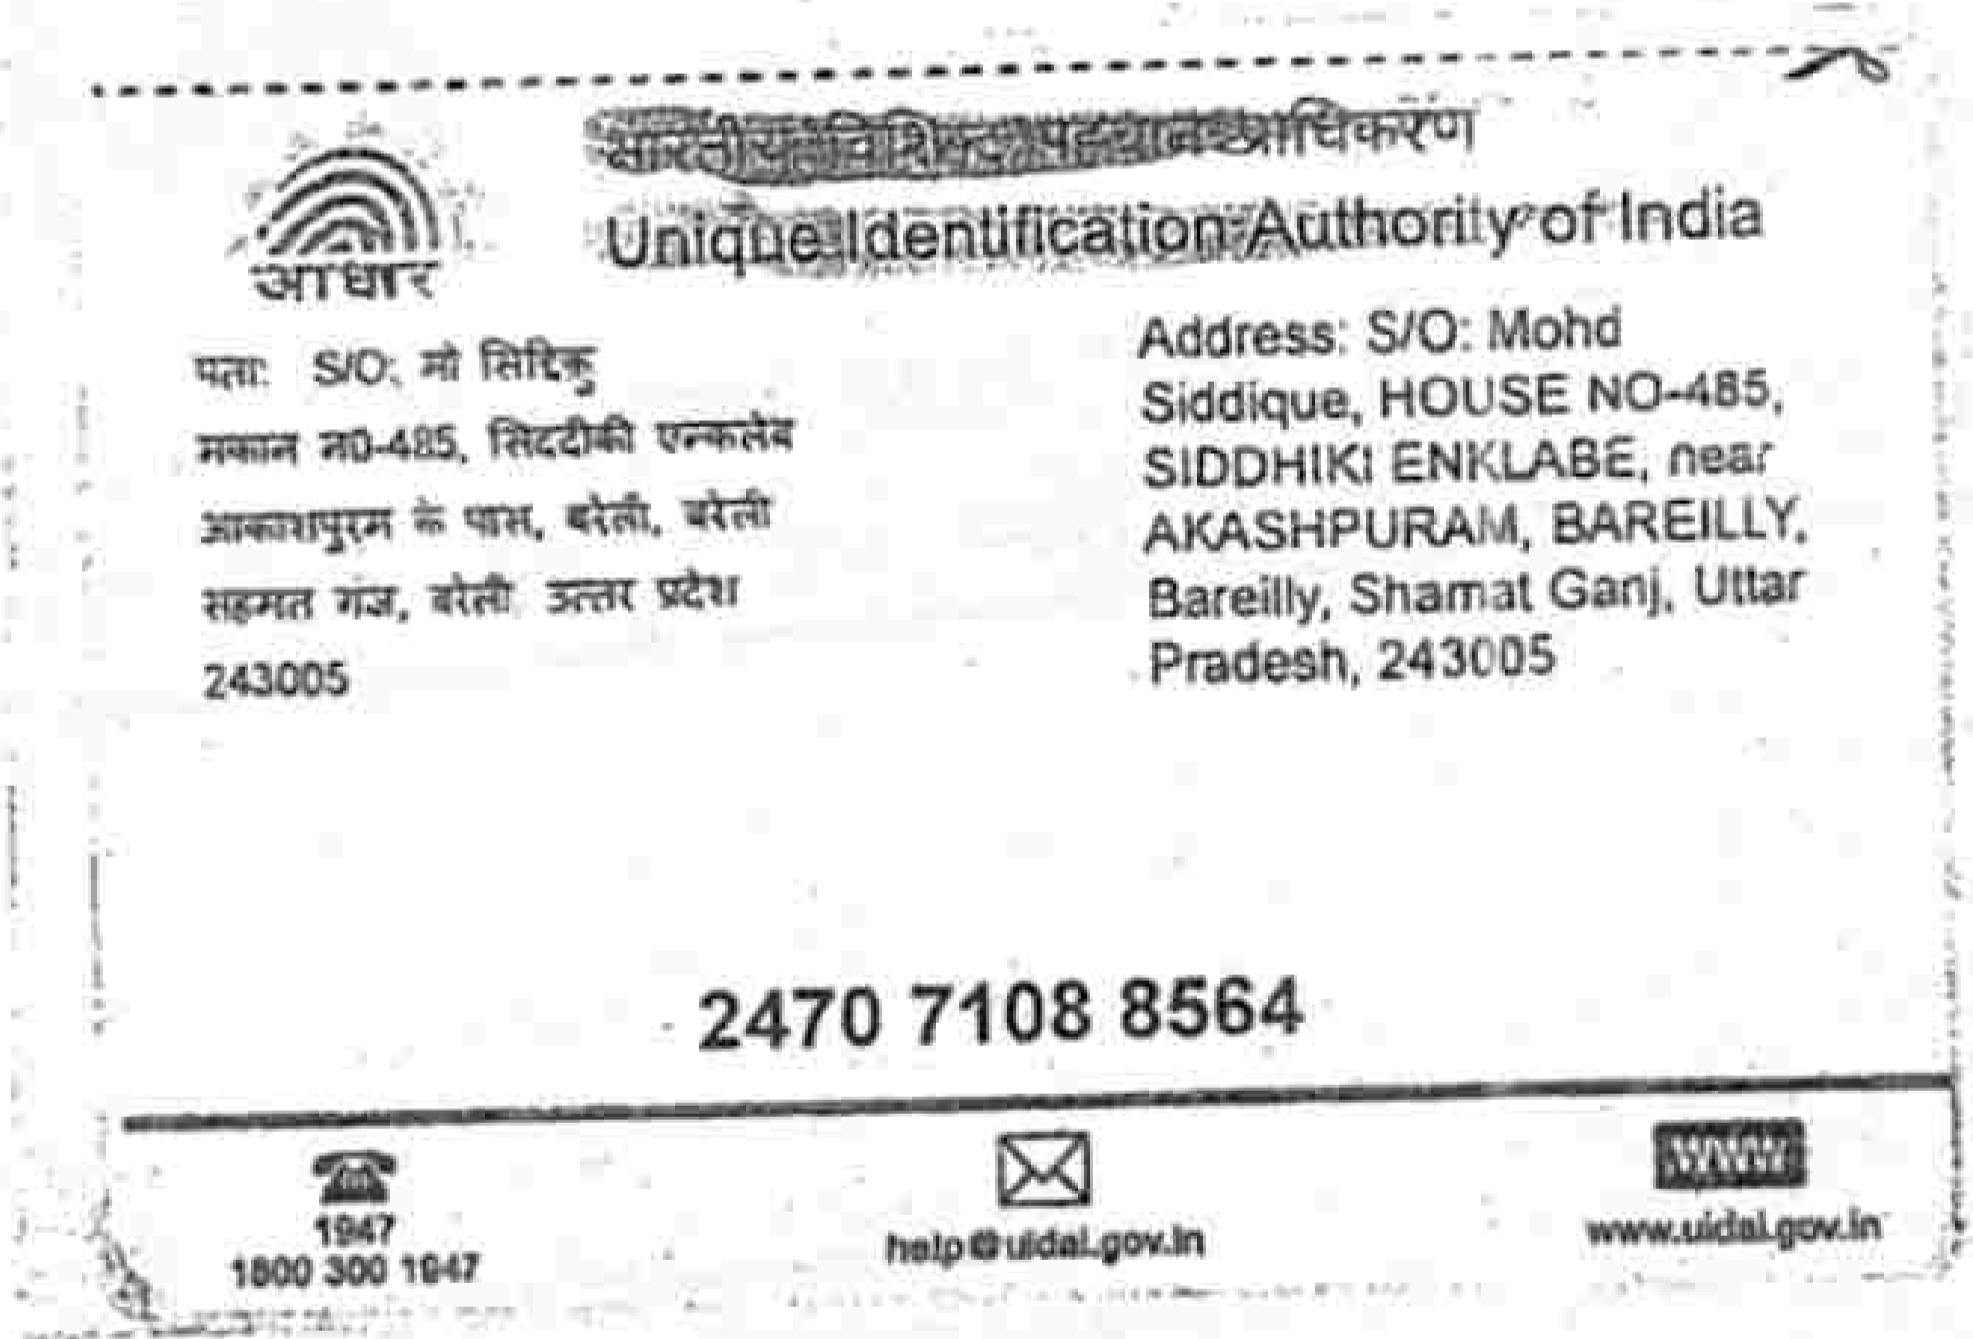 भारतीय विशिष्ट पहचान प्राधिकरण
Unique Identification Authority of India
आधार
पता: S/O: मो सिद्दिकु
मकान न0-485, सिददीकी एन्कलेब
आकाशपुरम के पास, बरेली, बरेली
सहमत गंज, बरेली उत्तर प्रदेश
243005
Address: S/O: Mohd
Siddique, HOUSE NO-485,
SIDDHIKI ENKLABE, near
AKASHPURAM, BAREILLY,
Bareilly, Shamat Ganj, Uttar
Pradesh, 243005
2470 7108 8564
1947
1800 300 1947
help@uidai.gov.in
www
www.uidai.gov.in